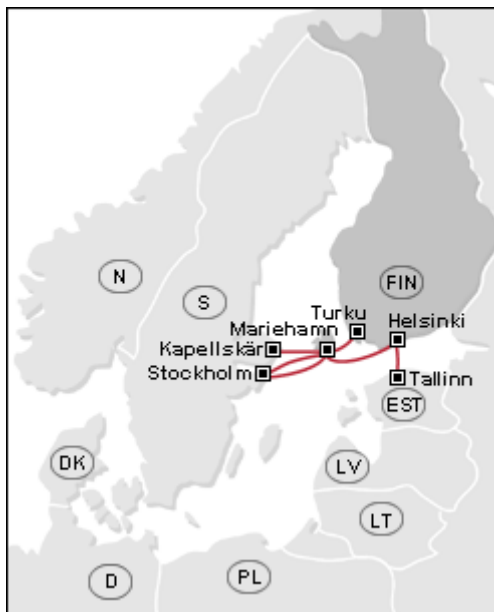 N
S
FIN
Turku
Mariehamn
Helsinki
Kapellskär
Stockholm
Tallinn
EST
DK
LV
LT
D
PL